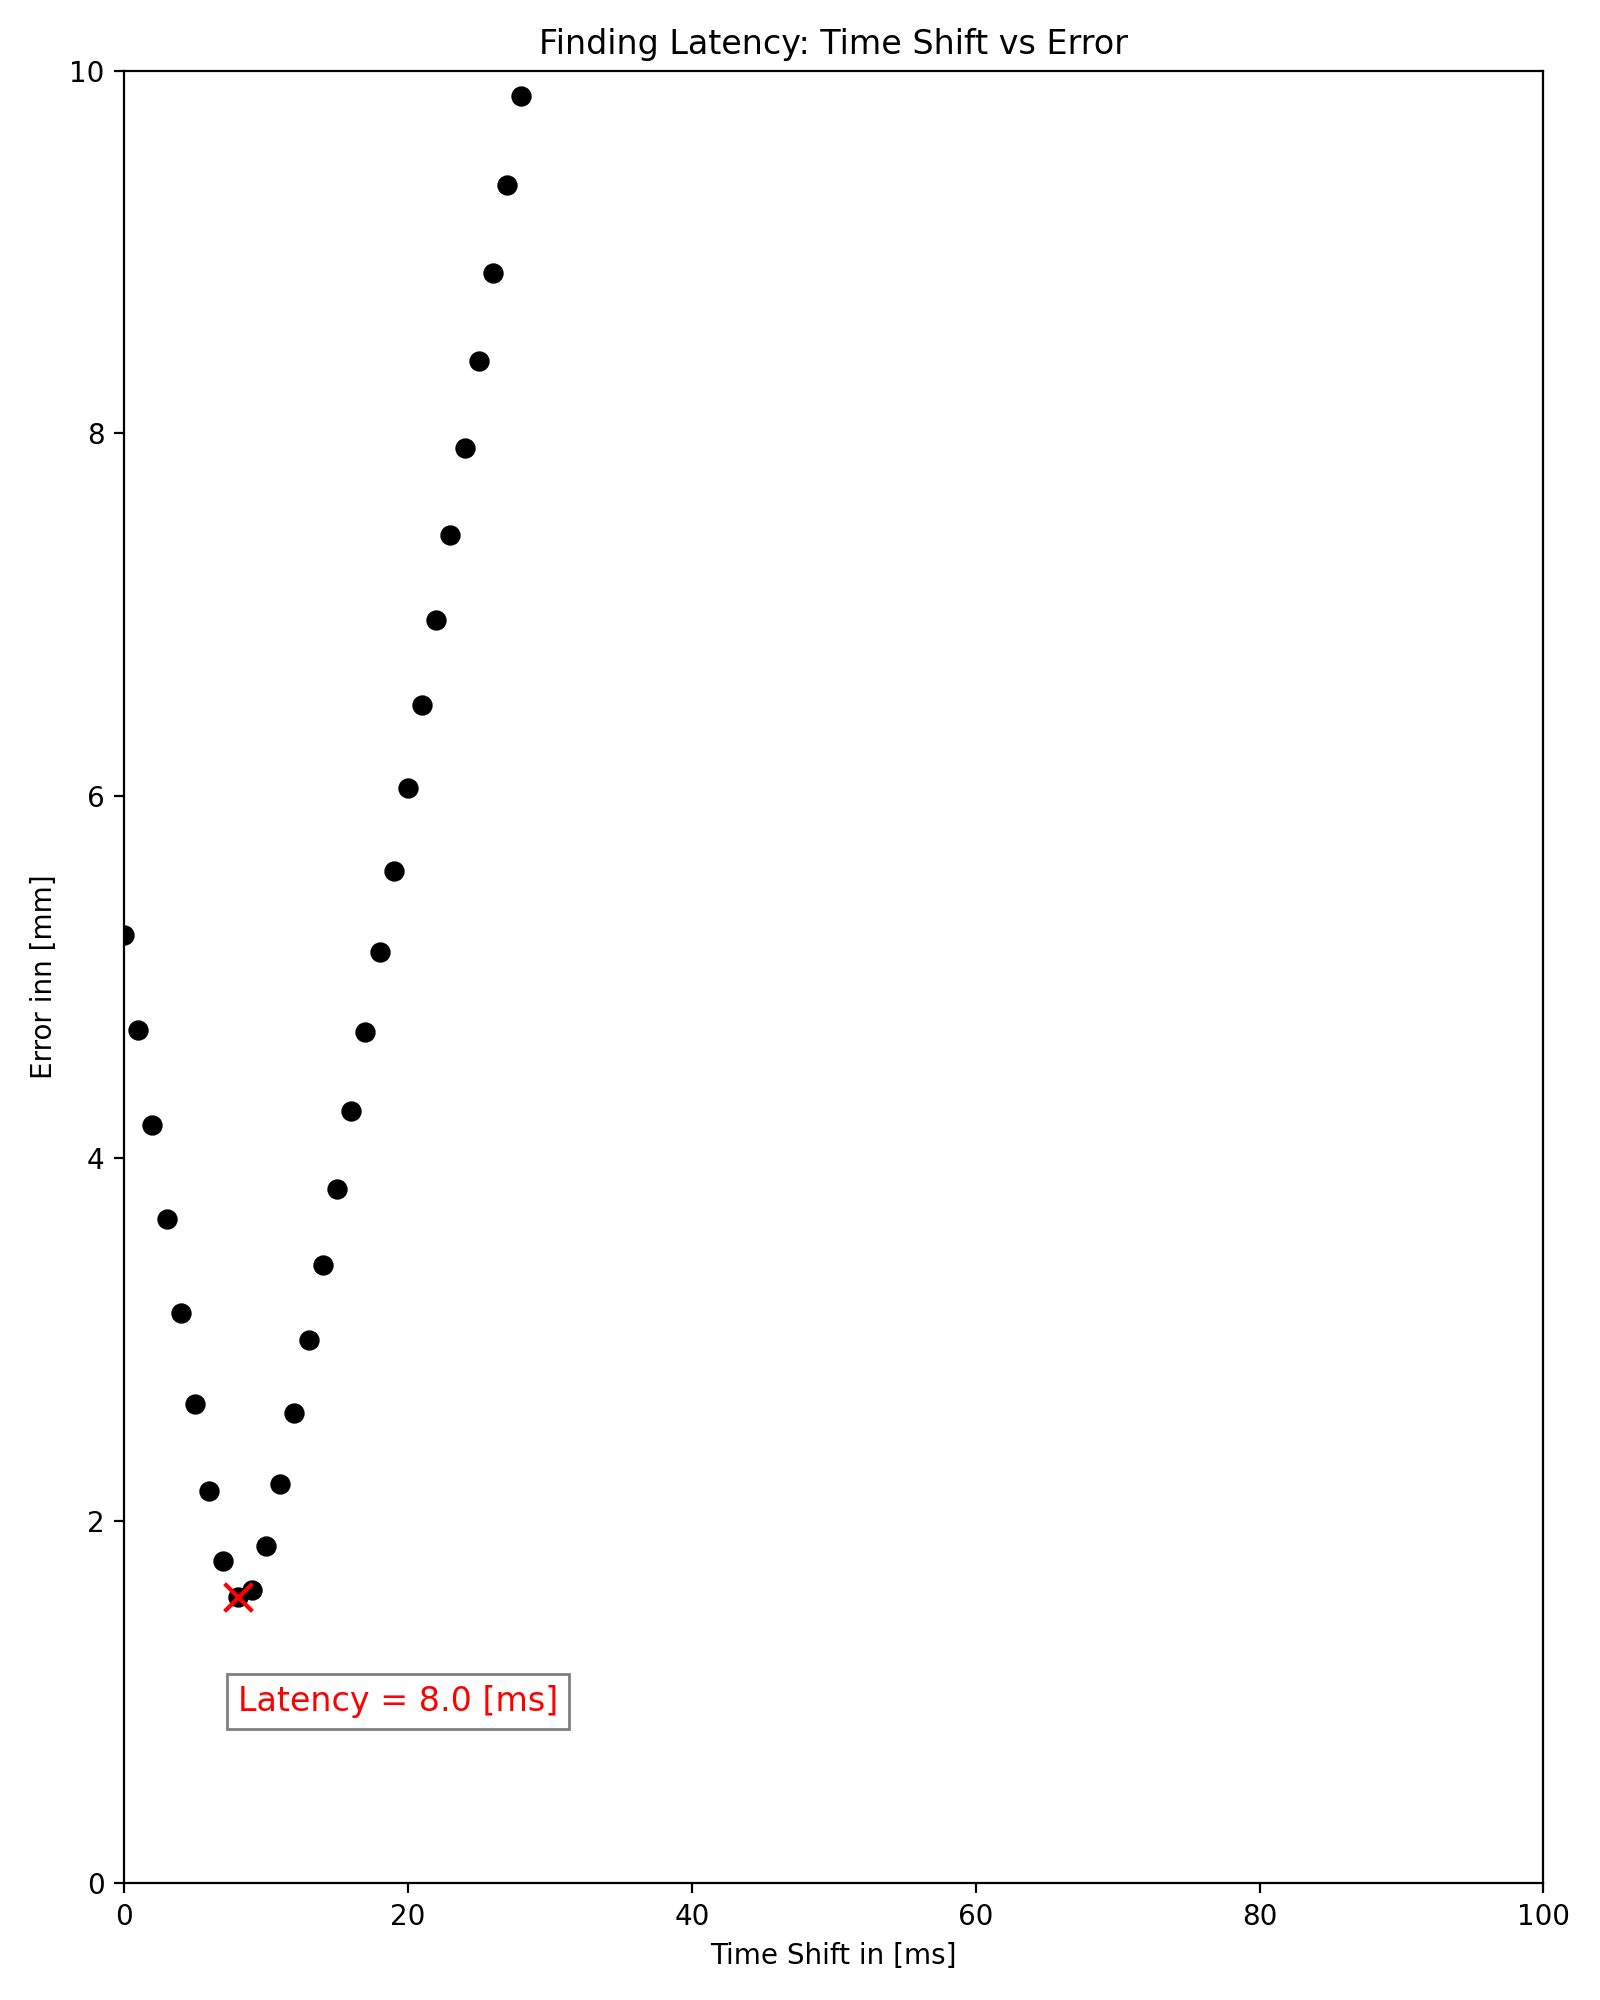 Finding Latency: Time Shift vs Error
10
8
6
4
2
0
Error inn [mm]
Latency = 8.0 [ms]
0 20 40 60 80 100
Time Shift in [ms]